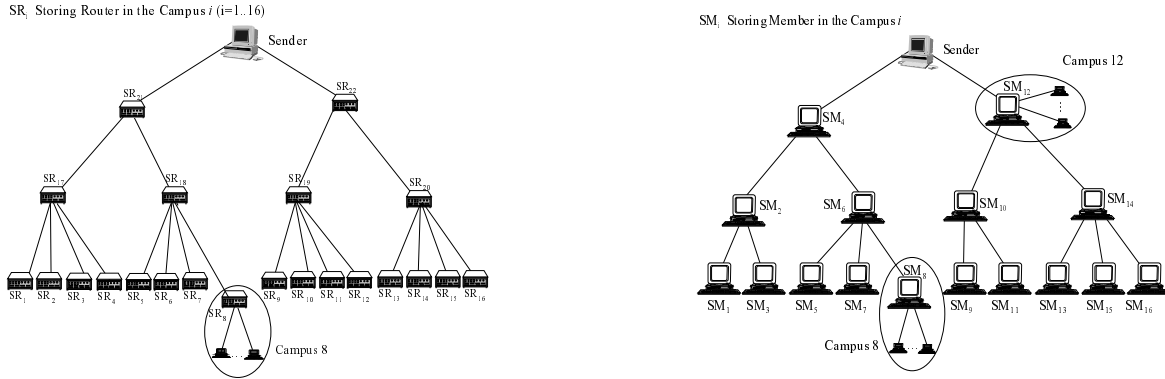 SRi Storing Router in the Campus i (i=1..16)
Sender
SR21
SR22
SR17
SR18
SR19
SR20
SR1
SR2
SR3
SR4
SR5
SR6
SR7
SR8
SR9
SR10
SR11
SR12
SR13
SR14
SR15
SR16
Campus 8
SMi Storing Member in the Campus i
Sender
Campus 12
SM12
SM4
SM2
SM6
SM10
SM14
SM1
SM3
SM5
SM7
SM8
SM9
SM11
SM13
SM15
SM16
Campus 8